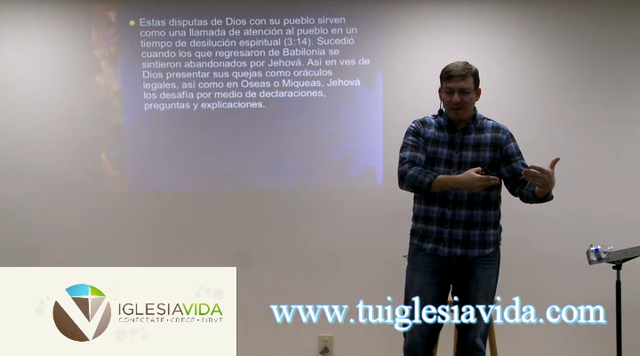 Estas disputas de Dios con su pueblo sirven
como una llamada de atención al pueblo en un
tiempo de desilución espiritual (3:14). Sucedió
cuando los que regresaron de Babilonia se
sintieron abandonados por Jehová. Asi en ves de
Dios presentar sus quejas como oráculos
legales, así como en Oseas o Miqueas, Jehová
los desafía por medio de declaraciones,
preguntas y explicaciones.
IGLESIAVIDA
CONECTATE • CRECE • SIRVE
www.tuiglesiavida.com